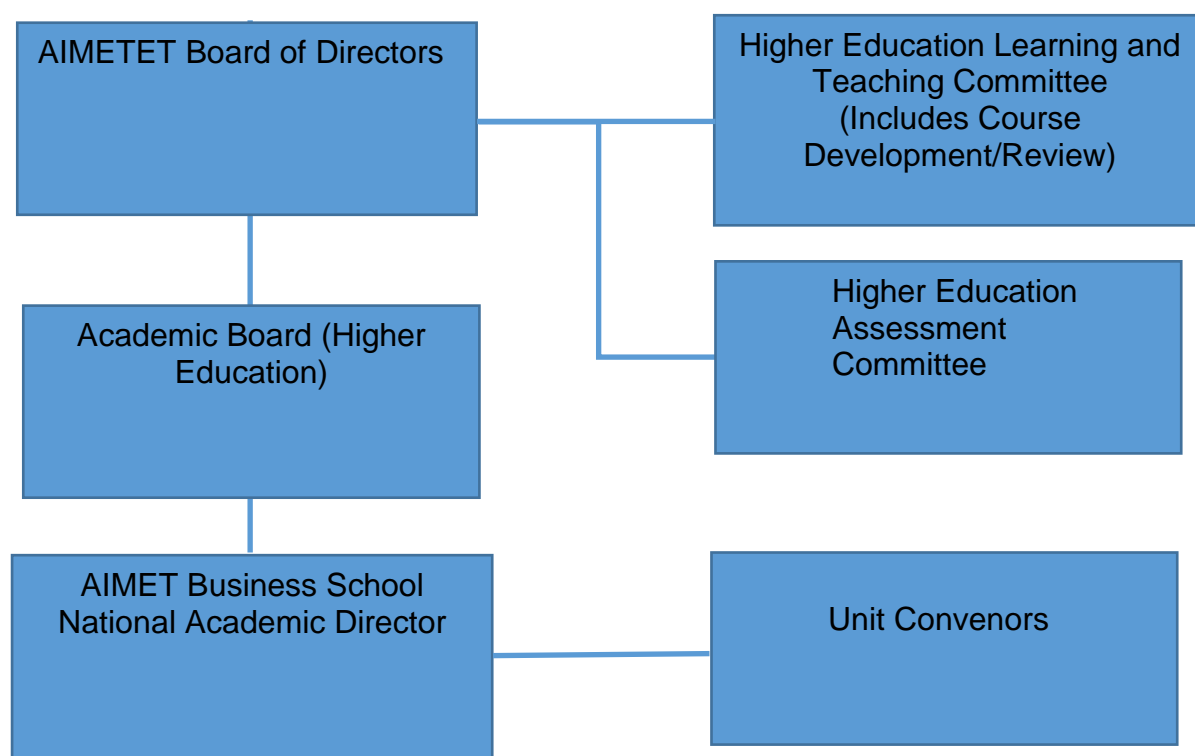 AIMETET Board of Directors
Higher Education Learning and
Teaching Committee
(Includes Course
Development/Review)
Academic Board (Higher
Education)
Higher Education
Assessment
Committee
AIMET Business School
National Academic Director
Unit Convenors